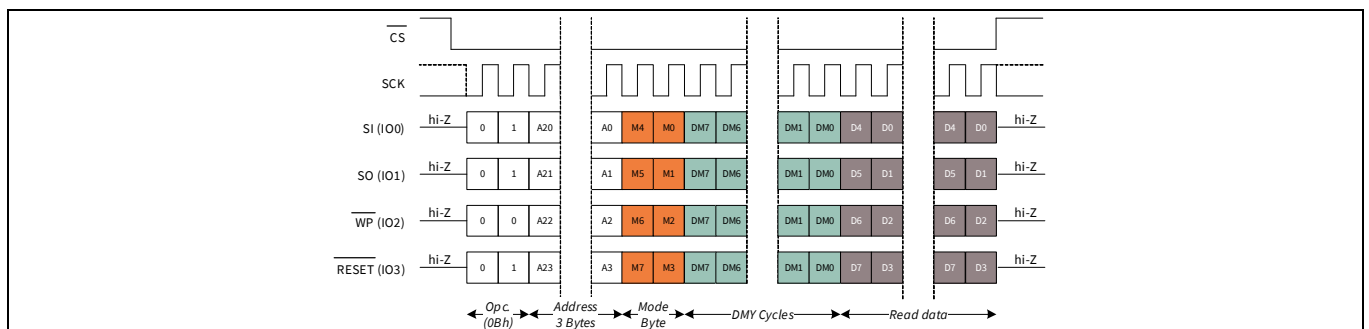 CS
SCK
SI (IO0) hi-Z 0 1 A20 A0 M4 M0 DM7 DM6 DM1 DM0 D4 D0 D4 D0 hi-Z
SO (IO1) hi-Z 0 1 A21 A1 M5 M1 DM7 DM6 DM1 DM0 D5 D1 D5 D1 hi-Z
WP (IO2) hi-Z 0 0 A22 A2 M6 M2 DM7 DM6 DM1 DM0 D6 D2 D6 D2 hi-Z
RESET (IO3) hi-Z 0 1 A23 A3 M7 M3 DM7 DM6 DM1 DM0 D7 D3 D7 D3 hi-Z
Opc. Address Mode
(0Bh) 3 Bytes Byte DMY Cycles Read data